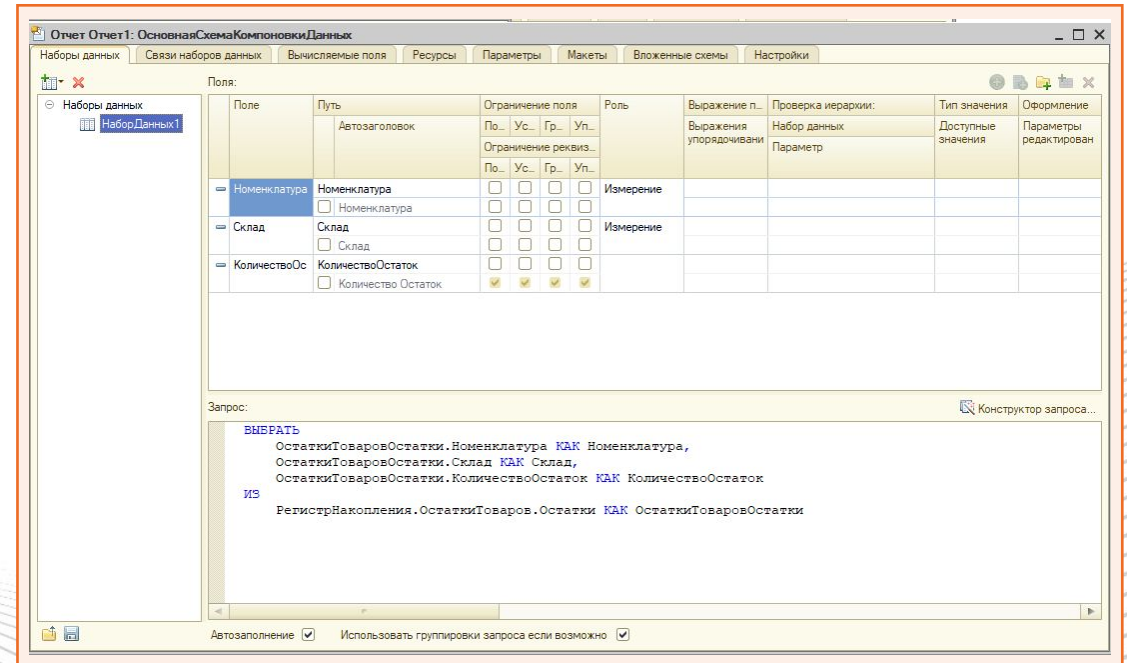 Отчет Отчет1: ОсновнаяСхемаКомпоновкиДанных
Наборы данных Связи наборов данных Вычисляемые поля Ресурсы Параметры Макеты Вложенные схемы Настройки
Поля:
Наборы данных
НаборДанных1
Поле Путь Ограничение поля Роль Выражение п... Проверка иерархии: Тип значения Оформление
Автозаголовок По... Ус... Гр... Уп... Выражения упорядочивани Набор данных Доступные значения Параметры редактирован
Ограничение реквиз... Параметр
По... Ус... Гр... Уп...
Номенклатура Номенклатура Измерение
Номенклатура
Склад Склад Измерение
Склад
КоличествоОс КоличествоОстаток
Количество Остаток
Запрос:
Конструктор запроса...
ВЫБРАТЬ
ОстаткиТоваровОстатки.Номенклатура КАК Номенклатура,
ОстаткиТоваровОстатки.Склад КАК Склад,
ОстаткиТоваровОстатки.КоличествоОстаток КАК КоличествоОстаток
ИЗ
РегистрНакопления.ОстаткиТоваров.Остатки КАК ОстаткиТоваровОстатки
Автозаполнение Использовать группировки запроса если возможно